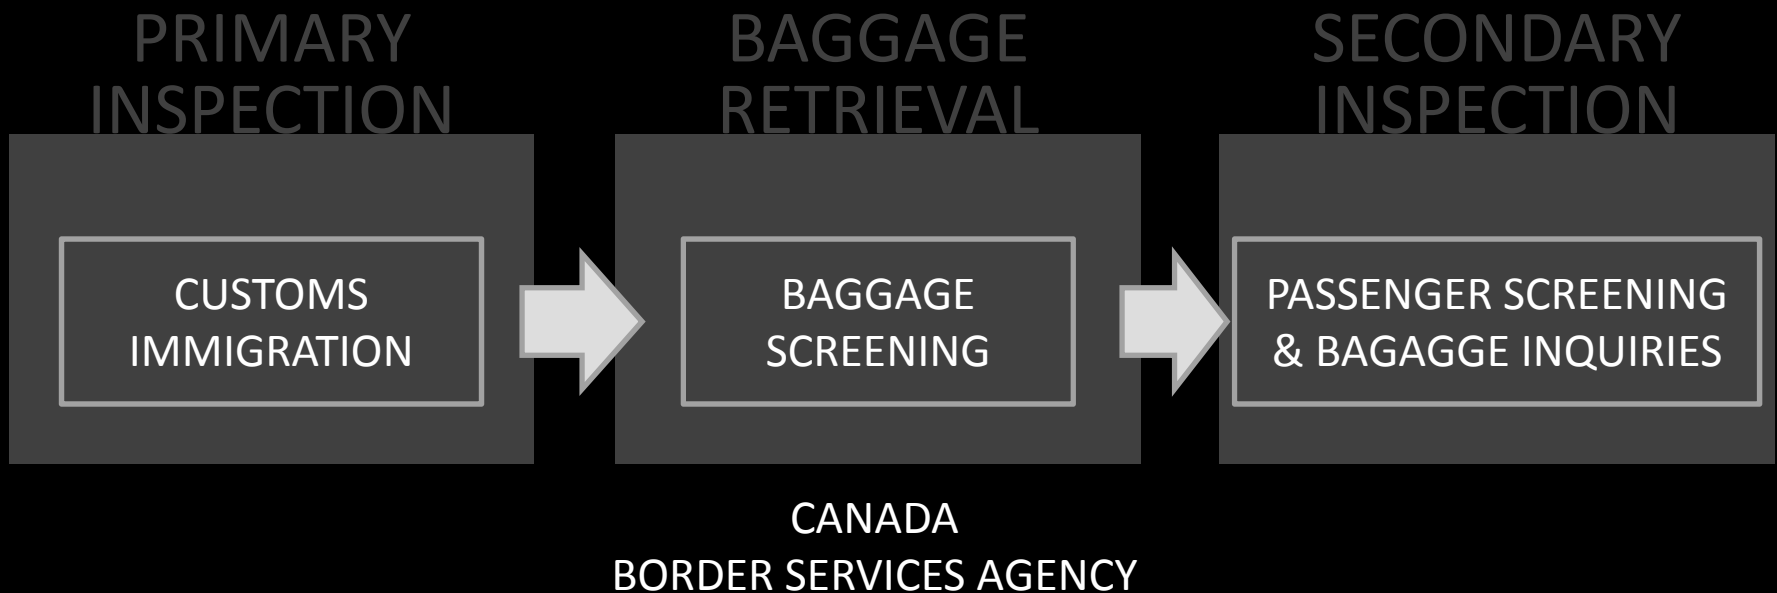 PRIMARY
INSPECTION
BAGGAGE
RETRIEVAL
SECONDARY
INSPECTION
CUSTOMS
IMMIGRATION
BAGGAGE
SCREENING
PASSENGER SCREENING
& BAGAGGE INQUIRIES
CANADA
BORDER SERVICES AGENCY